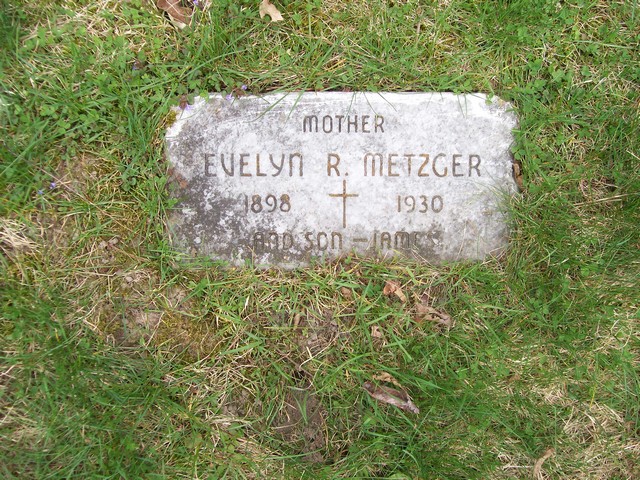 MOTHER
EVELYN R. METZGER
1898 1930
AND SON - JAMES